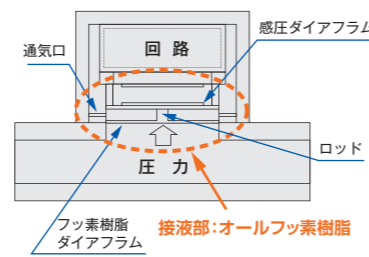 感圧ダイアフラム
回 路
通気口
ロッド
圧 力
フッ素樹脂
ダイアフラム
接液部:オールフッ素樹脂